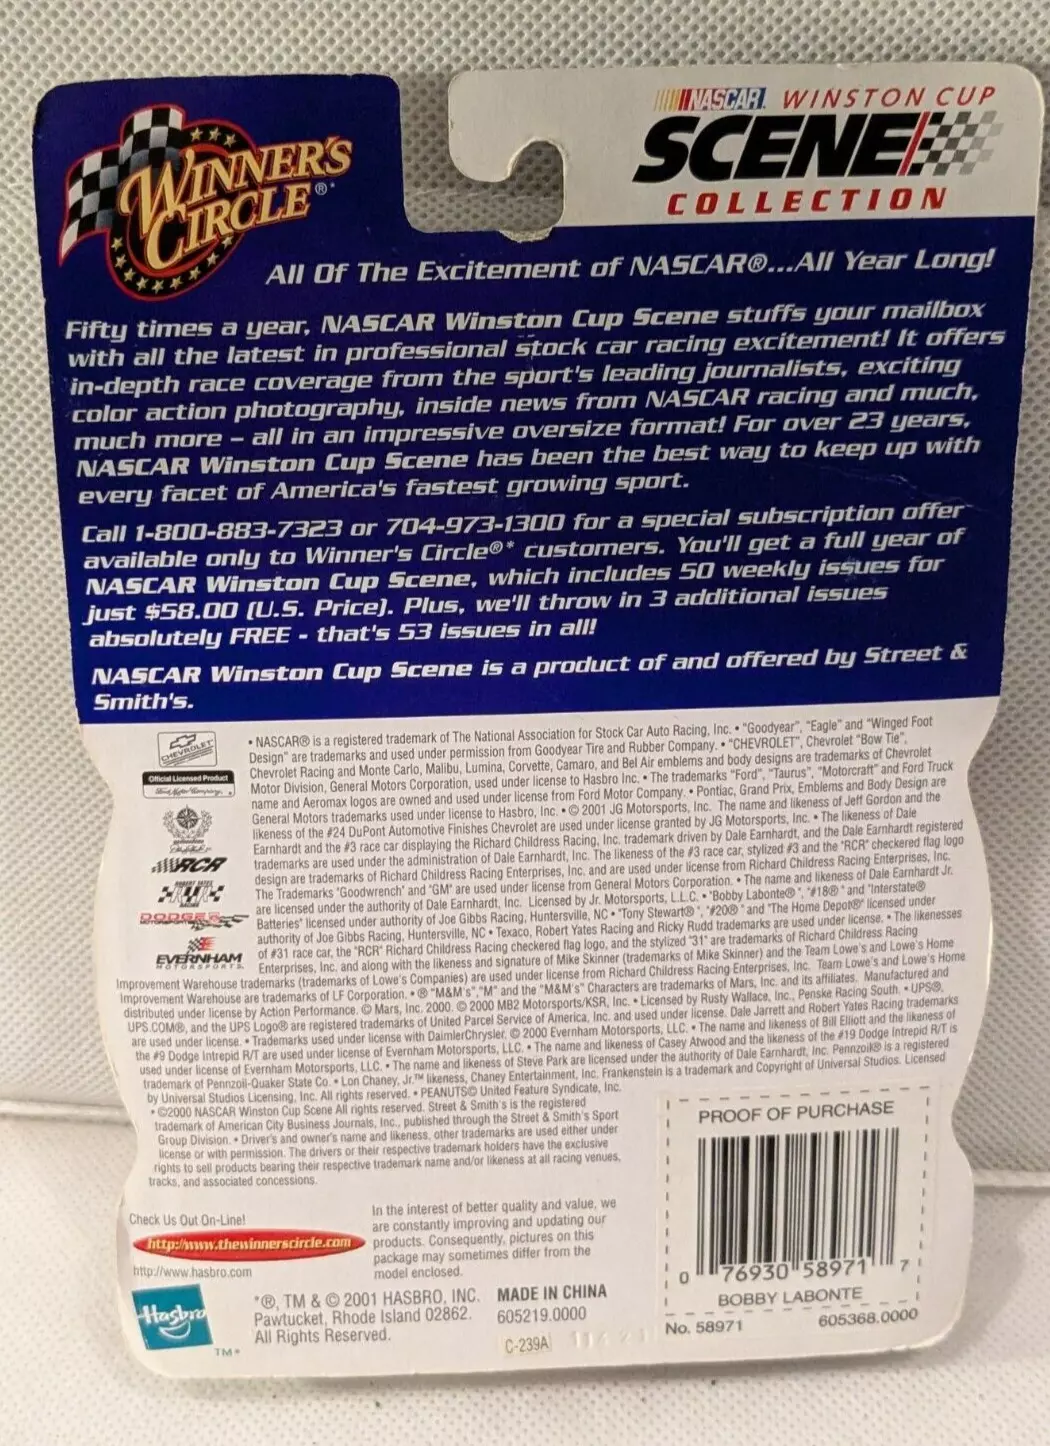 WINNER'S
CIRCLE®*
NASCAR WINSTON CUP
SCENE
COLLECTION
All Of The Excitement of NASCAR®...All Year Long!
Fifty times a year, NASCAR Winston Cup Scene stuffs your mailbox
with all the latest in professional stock car racing excitement! It offers
in-depth race coverage from the sport's leading journalists, exciting
color action photography, inside news from NASCAR racing and much,
much more – all in an impressive oversize format! For over 23 years,
NASCAR Winston Cup Scene has been the best way to keep up with
every facet of America's fastest growing sport.
Call 1-800-883-7323 or 704-973-1300 for a special subscription offer
available only to Winner's Circle®* customers. You'll get a full year of
NASCAR Winston Cup Scene, which includes 50 weekly issues for
just $58.00 (U.S. Price). Plus, we'll throw in 3 additional issues
absolutely FREE - that's 53 issues in all!
NASCAR Winston Cup Scene is a product of and offered by Street &
Smith's.
CHEVROLET
Official Licensed Product
Ford Motor Company
RCR
ROBERT YATES
RACING
DODGE
MOTORSPORTS
EVERNHAM
MOTORSPORTS
• NASCAR® is a registered trademark of The National Association for Stock Car Auto Racing, Inc. • "Goodyear", "Eagle" and "Winged Foot
Design" are trademarks and used under permission from Goodyear Tire and Rubber Company. • "CHEVROLET", Chevrolet "Bow Tie",
Chevrolet Racing and Monte Carlo, Malibu, Lumina, Corvette, Camaro, and Bel Air emblems and body designs are trademarks of Chevrolet
Motor Division, General Motors Corporation, used under license to Hasbro Inc. • The trademarks "Ford", "Taurus", "Motorcraft" and Ford Truck
name and Aeromax logos are owned and used under license from Ford Motor Company. • Pontiac, Grand Prix, Emblems and Body Design are
General Motors trademarks used under license to Hasbro, Inc. • © 2001 JG Motorsports, Inc. The name and likeness of Jeff Gordon and the
likeness of the #24 DuPont Automotive Finishes Chevrolet are used under license granted by JG Motorsports, Inc. • The likeness of Dale
Earnhardt and the #3 race car displaying the Richard Childress Racing, Inc. trademark driven by Dale Earnhardt, and the Dale Earnhardt registered
trademarks are used under the administration of Dale Earnhardt, Inc. The likeness of the #3 race car, stylized #3 and the "RCR" checkered flag logo
design are trademarks of Richard Childress Racing Enterprises, Inc. and are used under license from Richard Childress Racing Enterprises, Inc.
The Trademarks "Goodwrench" and "GM" are used under license from General Motors Corporation. • The name and likeness of Dale Earnhardt Jr.
are licensed under the authority of Dale Earnhardt, Inc. Licensed by Jr. Motorsports, L.L.C. • "Bobby Labonte®", "#18®" and "Interstate®
Batteries" licensed under authority of Joe Gibbs Racing, Huntersville, NC • "Tony Stewart®", "#20®" and "The Home Depot®" licensed under
authority of Joe Gibbs Racing, Huntersville, NC • Texaco, Robert Yates Racing and Ricky Rudd trademarks are used under license. • The likenesses
of #31 race car, the "RCR" Richard Childress Racing checkered flag logo, and the stylized "31" are trademarks of Richard Childress Racing
Enterprises, Inc. and along with the likeness and signature of Mike Skinner (trademarks of Mike Skinner) and the Team Lowe's and Lowe's Home
Improvement Warehouse trademarks (trademarks of Lowe's Companies) are used under license from Richard Childress Racing Enterprises, Inc. Team Lowe's and Lowe's Home
Improvement Warehouse are trademarks of LF Corporation. • ® "M&M's","M" and the "M&M's" Characters are trademarks of Mars, Inc. and its affiliates. Manufactured and
distributed under license by Action Performance. © Mars, Inc. 2000. © 2000 MB2 Motorsports/KSR, Inc. • Licensed by Rusty Wallace, Inc., Penske Racing South. • UPS®,
UPS.COM®, and the UPS Logo® are registered trademarks of United Parcel Service of America, Inc. and used under license. Dale Jarrett and Robert Yates Racing trademarks
are used under license. • Trademarks used under license with DaimlerChrysler, © 2000 Evernham Motorsports, LLC. • The name and likeness of Bill Elliott and the likeness of
the #9 Dodge Intrepid R/T are used under license of Evernham Motorsports, LLC. • The name and likeness of Casey Atwood and the likeness of the #19 Dodge Intrepid R/T is
used under license of Evernham Motorsports, LLC. • The name and likeness of Steve Park are licensed under the authority of Dale Earnhardt, Inc. Pennzoil® is a registered
trademark of Pennzoil-Quaker State Co. • Lon Chaney, Jr.™ likeness, Chaney Entertainment, Inc. Frankenstein is a trademark and Copyright of Universal Studios. Licensed
by Universal Studios Licensing, Inc. All rights reserved. • PEANUTS© United Feature Syndicate, Inc.
• ©2000 NASCAR Winston Cup Scene All rights reserved. Street & Smith's is the registered
trademark of American City Business Journals, Inc., published through the Street & Smith's Sport
Group Division. • Driver's and owner's name and likeness, other trademarks are used either under
license or with permission. The drivers or their respective trademark holders have the exclusive
rights to sell products bearing their respective trademark name and/or likeness at all racing venues,
tracks, and associated concessions.
Check Us Out On-Line!
http://www.thewinnerscircle.com
http://www.hasbro.com
In the interest of better quality and value, we
are constantly improving and updating our
products. Consequently, pictures on this
package may sometimes differ from the
model enclosed.
Hasbro
TM*
*®, TM & © 2001 HASBRO, INC.
Pawtucket, Rhode Island 02862.
All Rights Reserved.
MADE IN CHINA
605219.0000
C-239A
PROOF OF PURCHASE
0 76930 58971 7
BOBBY LABONTE
No. 58971
605368.0000